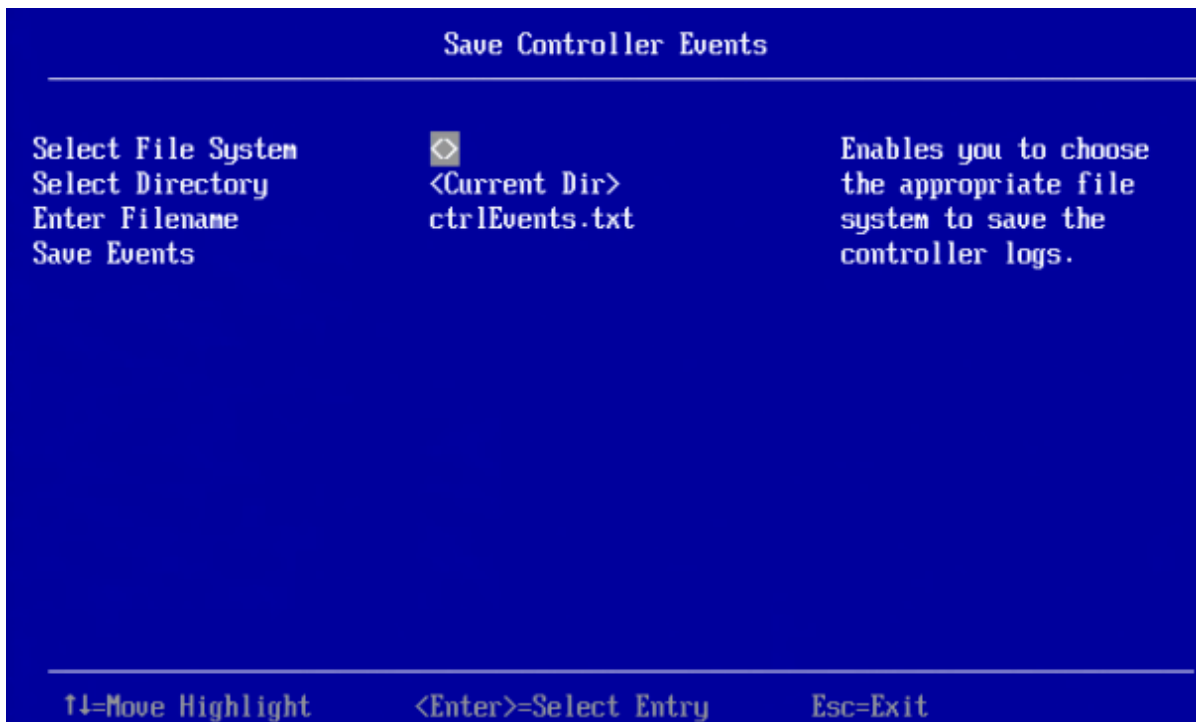 Save Controller Events
Select File System <>
Select Directory <Current Dir>
Enter Filename ctrlEvents.txt
Save Events
Enables you to choose
the appropriate file
system to save the
controller logs.
↑↓=Move Highlight <Enter>=Select Entry Esc=Exit